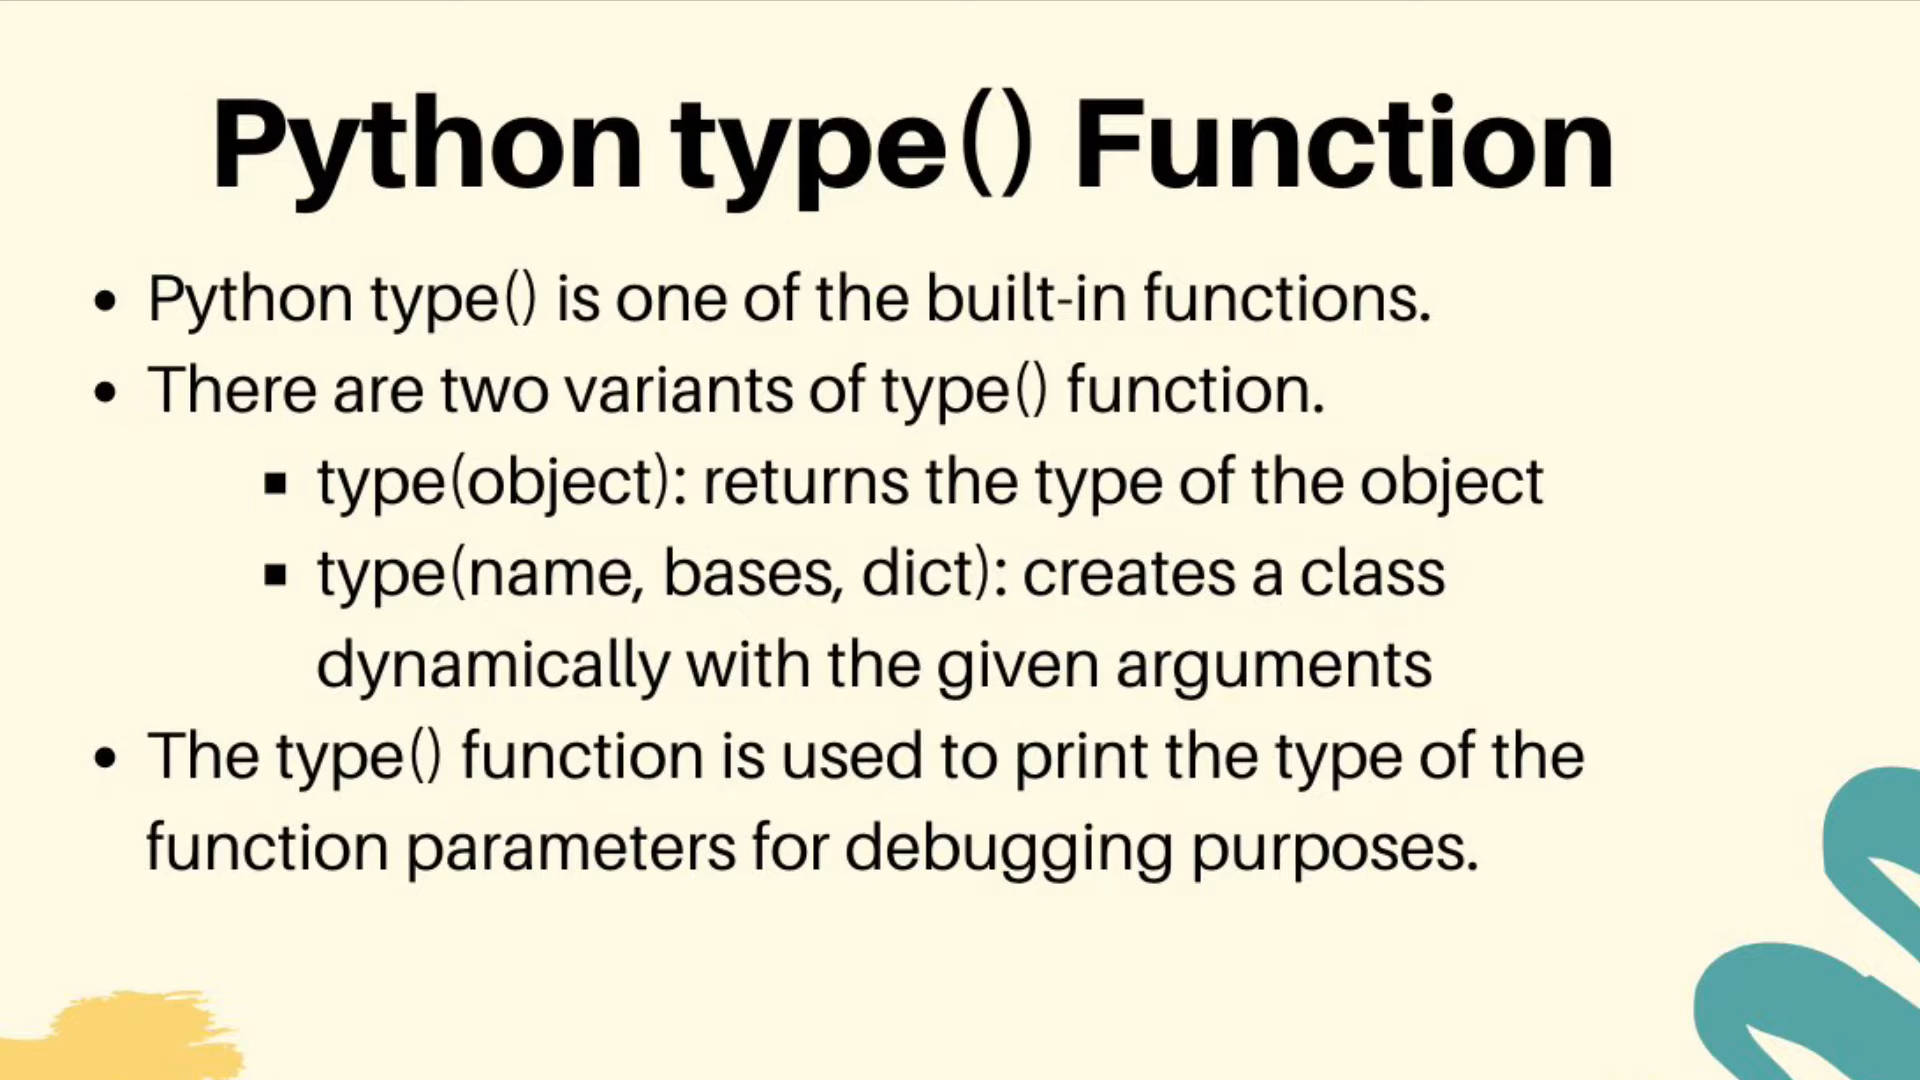 Python type() Function
• Python type() is one of the built-in functions.
• There are two variants of type() function.
▪ type(object): returns the type of the object
▪ type(name, bases, dict): creates a class
dynamically with the given arguments
• The type() function is used to print the type of the
function parameters for debugging purposes.